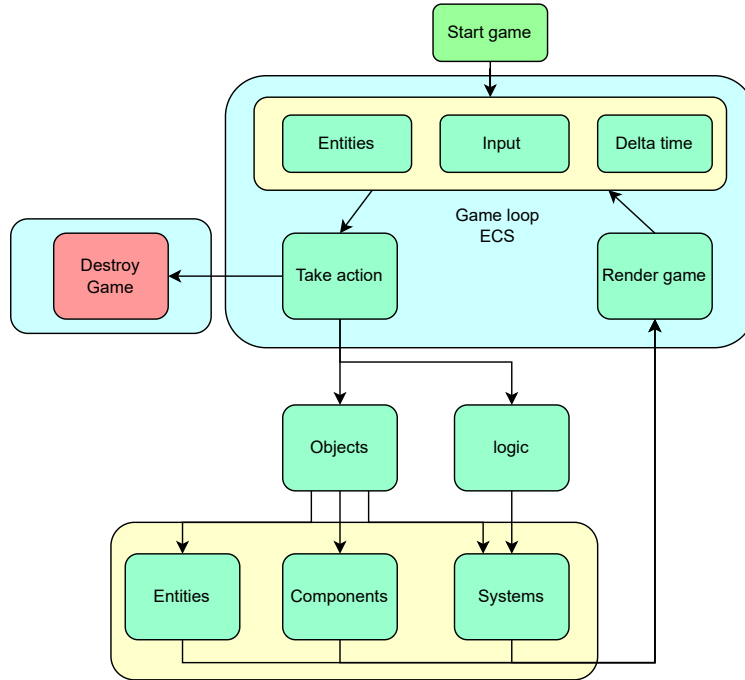 Start game
Entities
Input
Delta time
Game loop
ECS
Destroy
Game
Take action
Render game
Objects
logic
Entities
Components
Systems